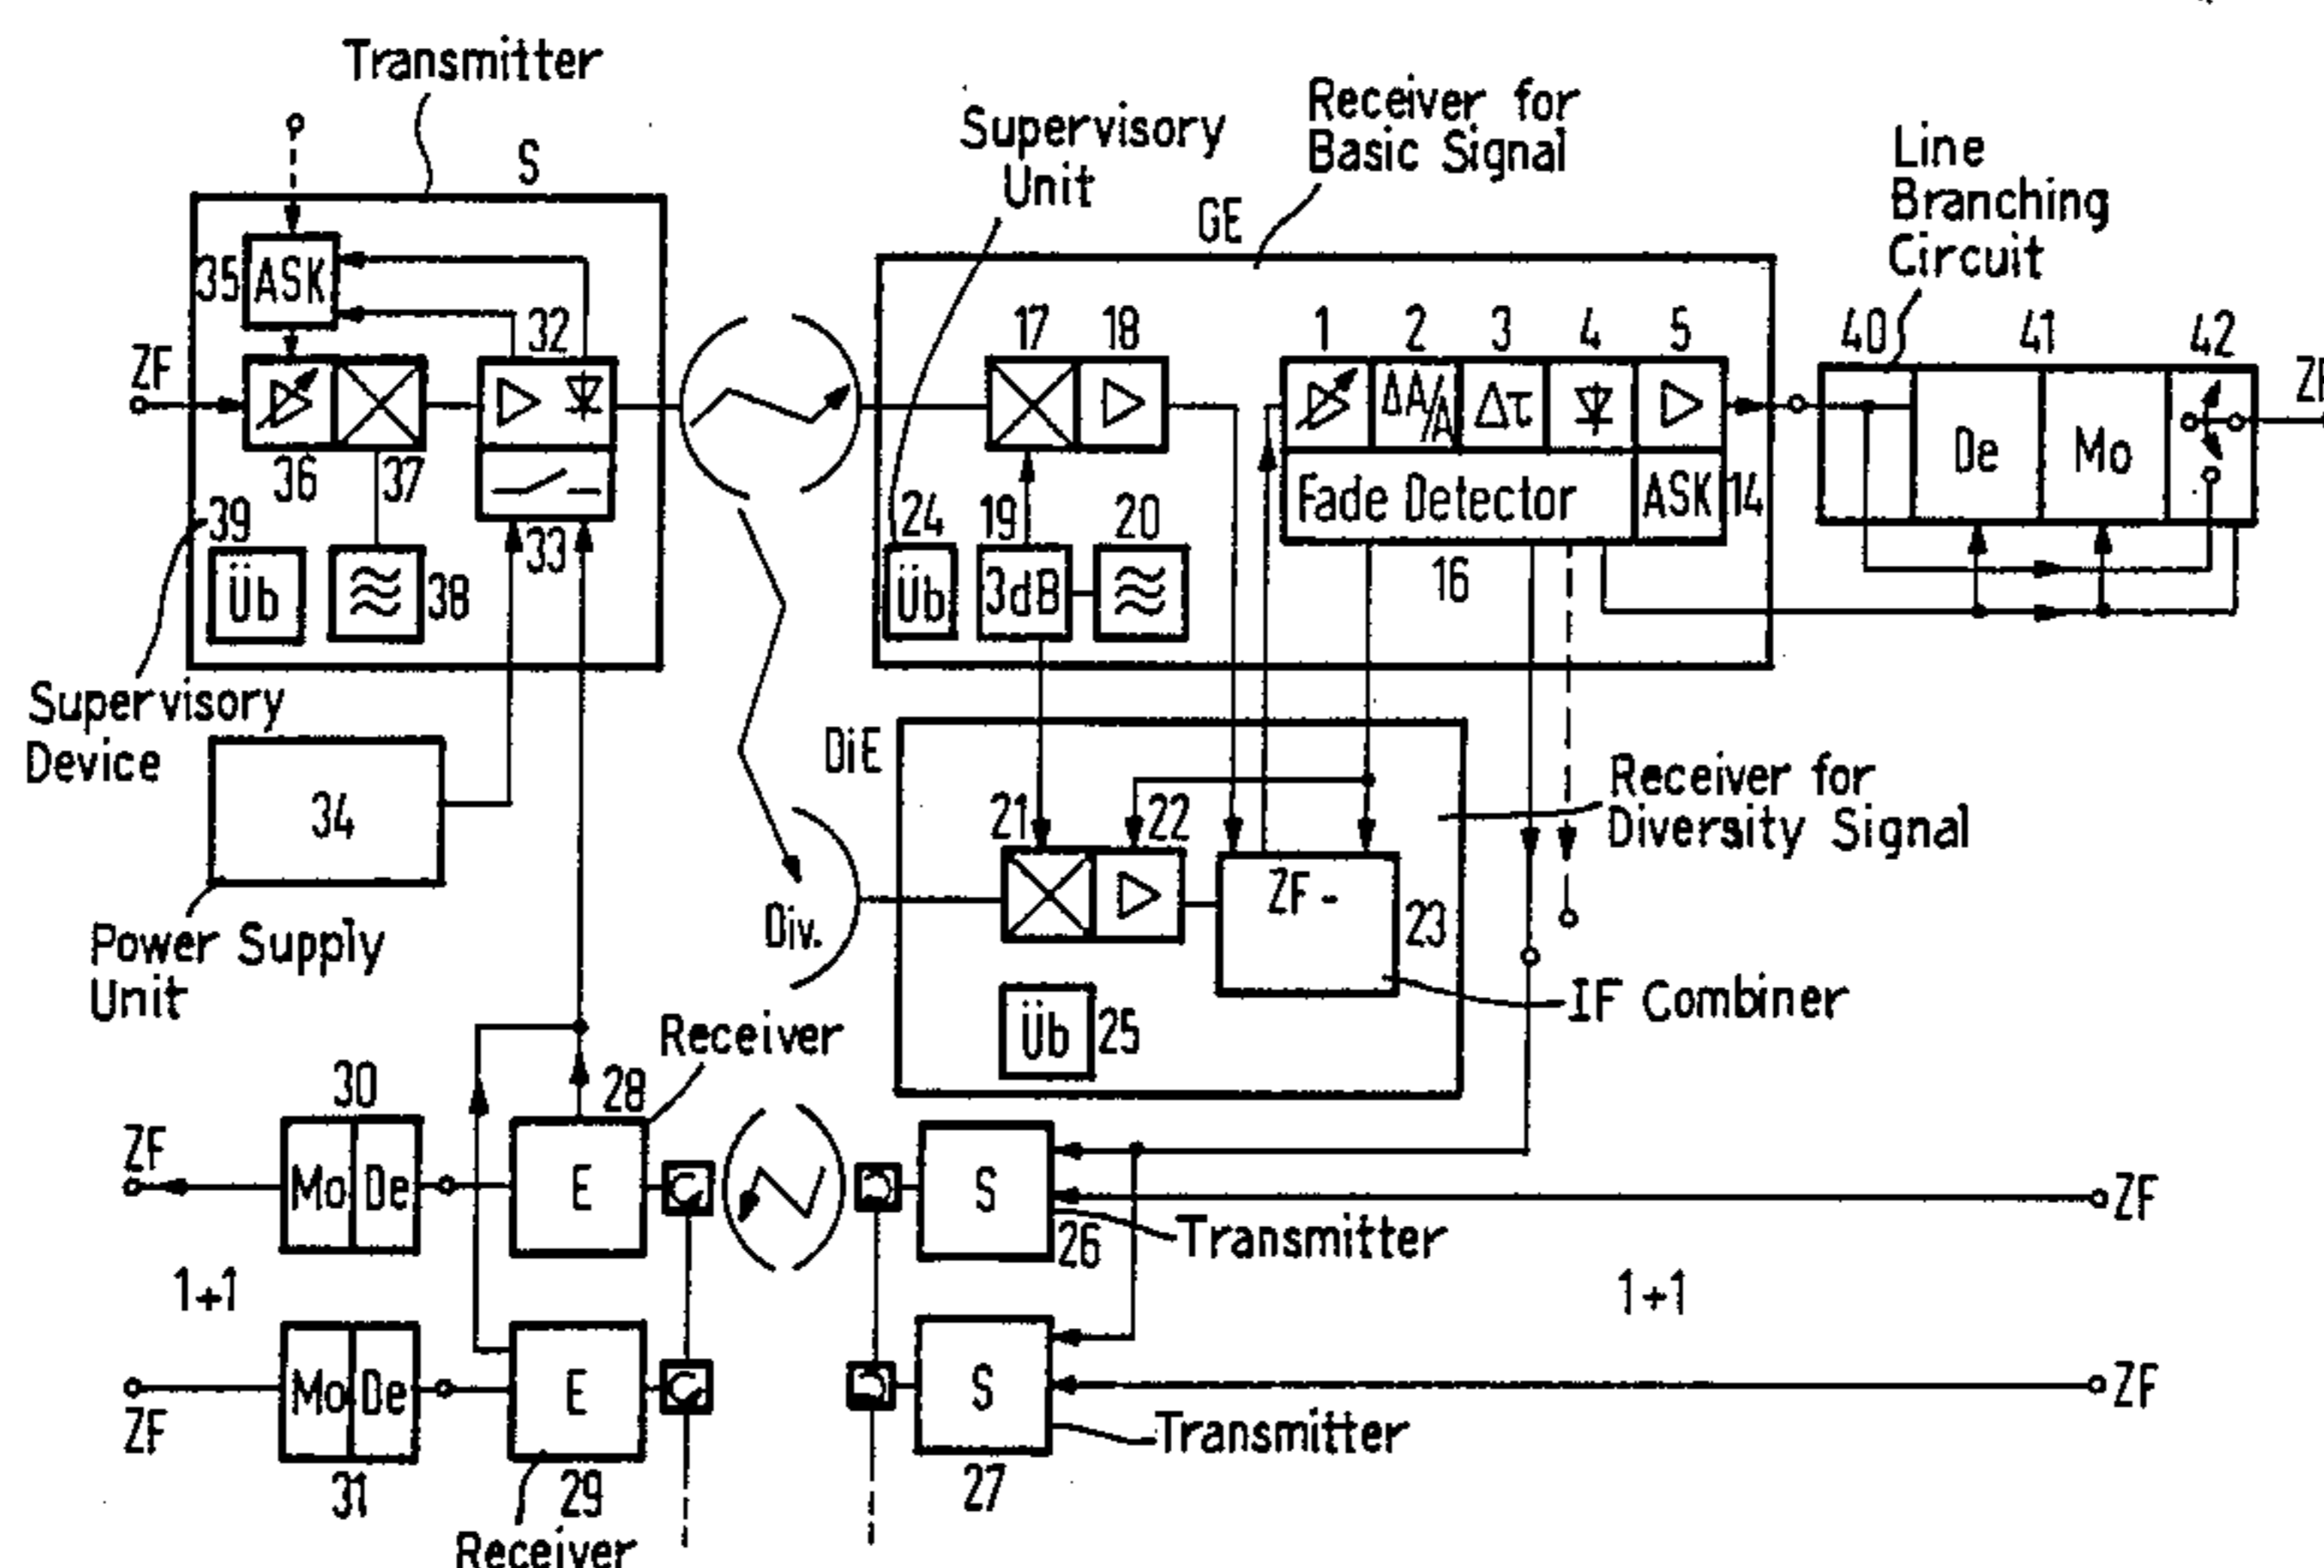 Transmitter
S
35
ASK
32
ZF
36
37
33
39
Üb
38
Supervisory
Device
34
Power Supply
Unit
Supervisory
Unit
Receiver for
Basic Signal
GE
17
18
1
2
3
4
5
ΔA/A
Δτ
Fade Detector
ASK
14
24
19
20
Üb
3dB
16
Line
Branching
Circuit
40
41
42
De
Mo
ZF
DiE
21
22
Div.
ZF -
23
Üb
25
Receiver for
Diversity Signal
IF Combiner
Receiver
30
28
ZF
Mo
De
E
S
26
Transmitter
ZF
1+1
1+1
Mo
De
E
S
ZF
ZF
31
29
27
Transmitter
Receiver